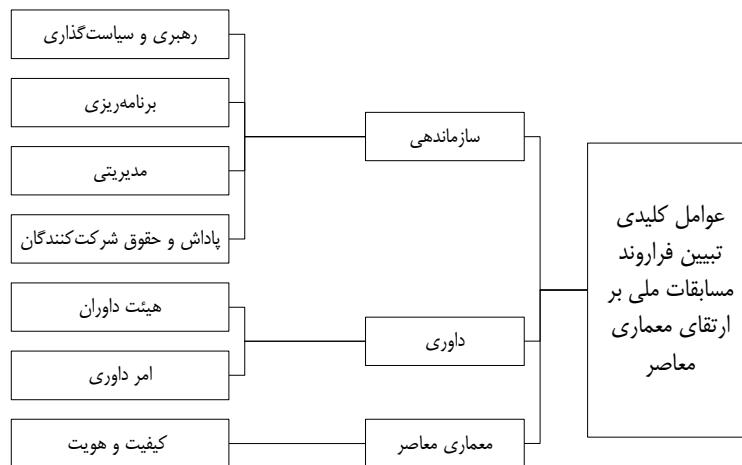 عوامل کلیدی
تبیین فراروند
مسابقات ملی بر
ارتقای معماری
معاصر
سازماندهی
رهبری و سیاست‌گذاری
برنامه‌ریزی
مدیریتی
پاداش و حقوق شرکت‌کنندگان
داوری
هیئت داوران
امر داوری
معماری معاصر
کیفیت و هویت